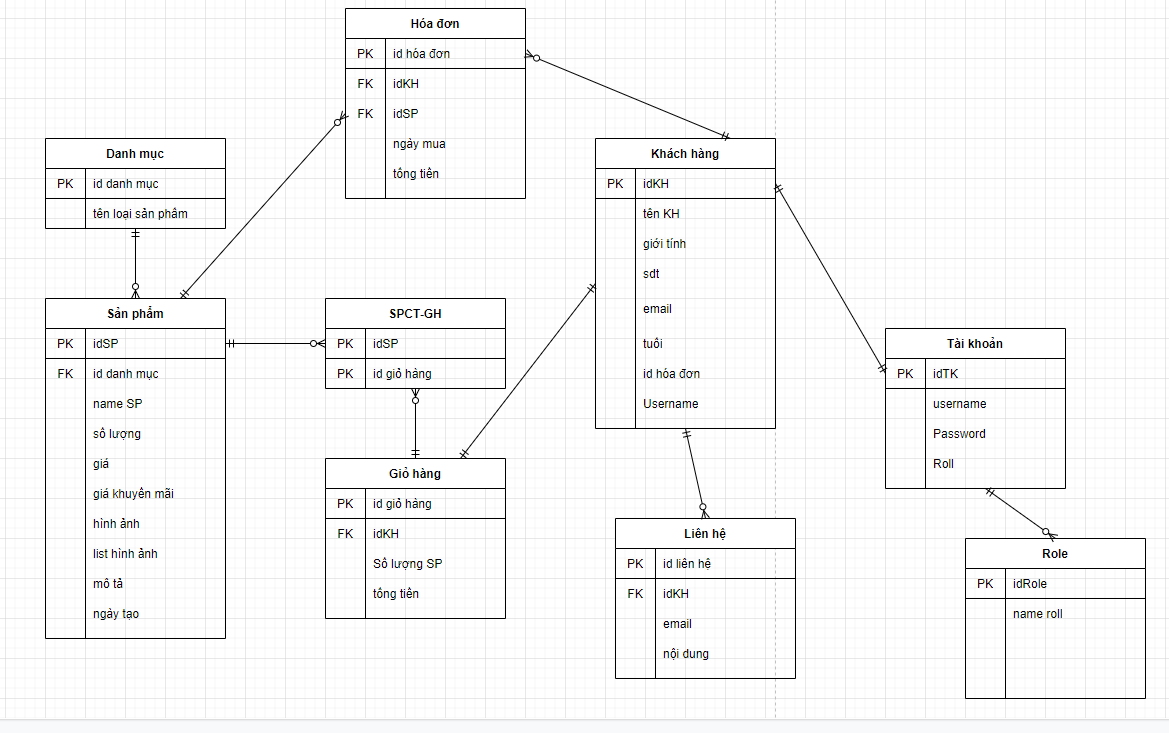 Hóa đơn
PK id hóa đơn
FK idKH
FK idSP
ngày mua
tổng tiền
Danh mục
PK id danh mục
tên loại sản phẩm
Khách hàng
PK idKH
tên KH
giới tính
sdt
email
tuổi
id hóa đơn
Username
Sản phẩm
PK idSP
FK id danh mục
name SP
số lượng
giá
giá khuyến mãi
hình ảnh
list hình ảnh
mô tả
ngày tạo
SPCT-GH
PK idSP
PK id giỏ hàng
Tài khoản
PK idTK
username
Password
Roll
Giỏ hàng
PK id giỏ hàng
FK idKH
Số lượng SP
tổng tiền
Liên hệ
PK id liên hệ
FK idKH
email
nội dung
Role
PK idRole
name roll